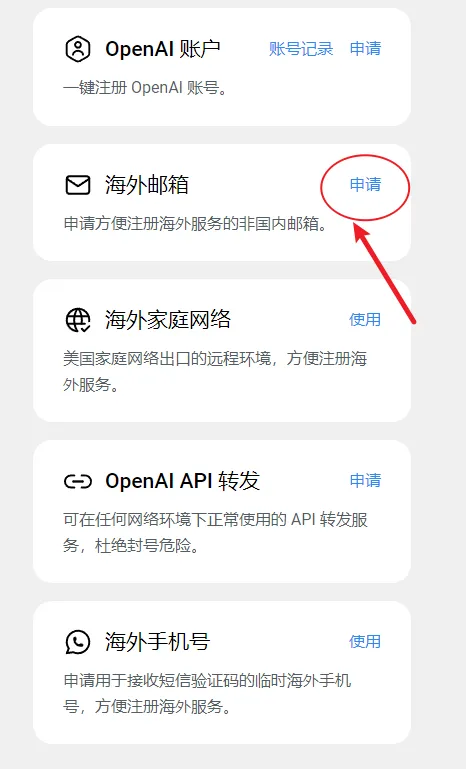 OpenAI 账户 账号记录 申请
一键注册 OpenAI 账号。
海外邮箱 申请
申请方便注册海外服务的非国内邮箱。
海外家庭网络 使用
美国家庭网络出口的远程环境，方便注册海
外服务。
OpenAI API 转发 申请
可在任何网络环境下正常使用的 API 转发服
务，杜绝封号危险。
海外手机号 使用
申请用于接收短信验证码的临时海外手机
号，方便注册海外服务。